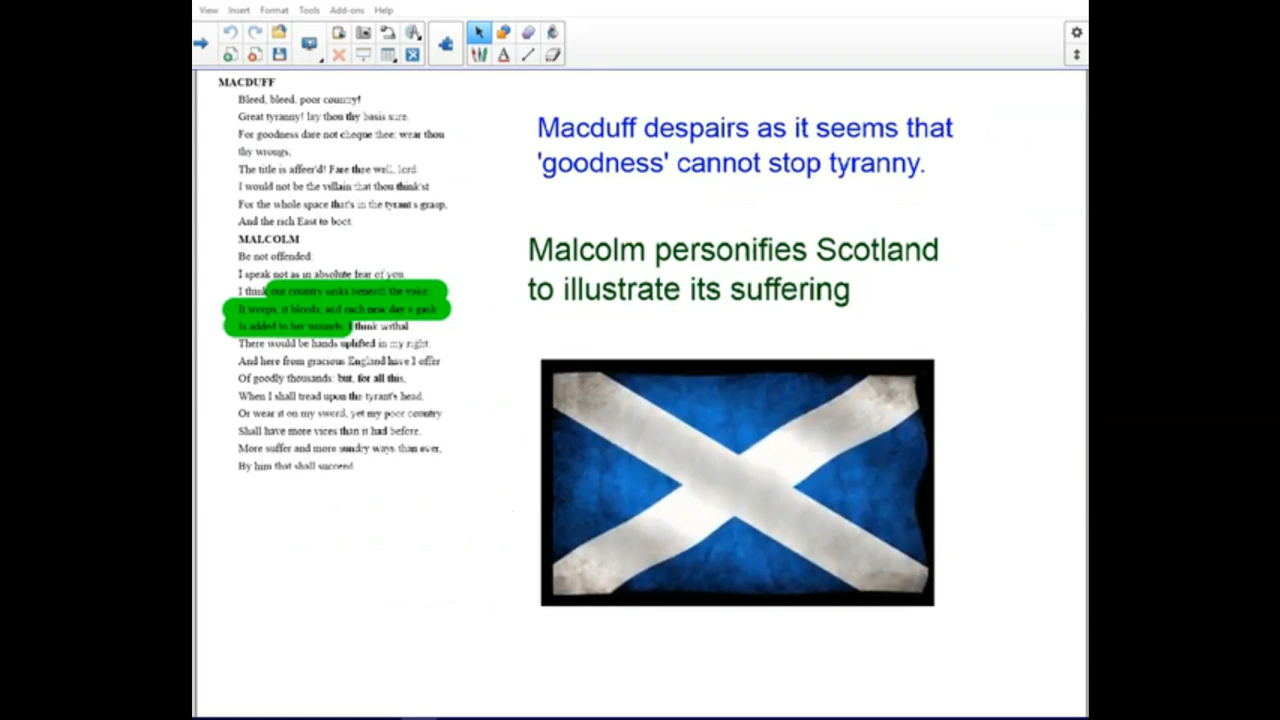 View Insert Format Tools Add-ons Help
MACDUFF
Bleed, bleed, poor country!
Great tyranny! lay thou thy basis sure,
For goodness dare not cheque thee: wear thou
thy wrongs;
The title is affeer'd! Fare thee well, lord:
I would not be the villain that thou think'st
For the whole space that's in the tyrant's grasp,
And the rich East to boot.
MALCOLM
Be not offended:
I speak not as in absolute fear of you.
I think our country sinks beneath the yoke;
It weeps, it bleeds; and each new day a gash
Is added to her wounds: I think withal
There would be hands uplifted in my right;
And here from gracious England have I offer
Of goodly thousands: but, for all this,
When I shall tread upon the tyrant's head,
Or wear it on my sword, yet my poor country
Shall have more vices than it had before,
More suffer and more sundry ways than ever,
By him that shall succeed.
Macduff despairs as it seems that
'goodness' cannot stop tyranny.
Malcolm personifies Scotland
to illustrate its suffering